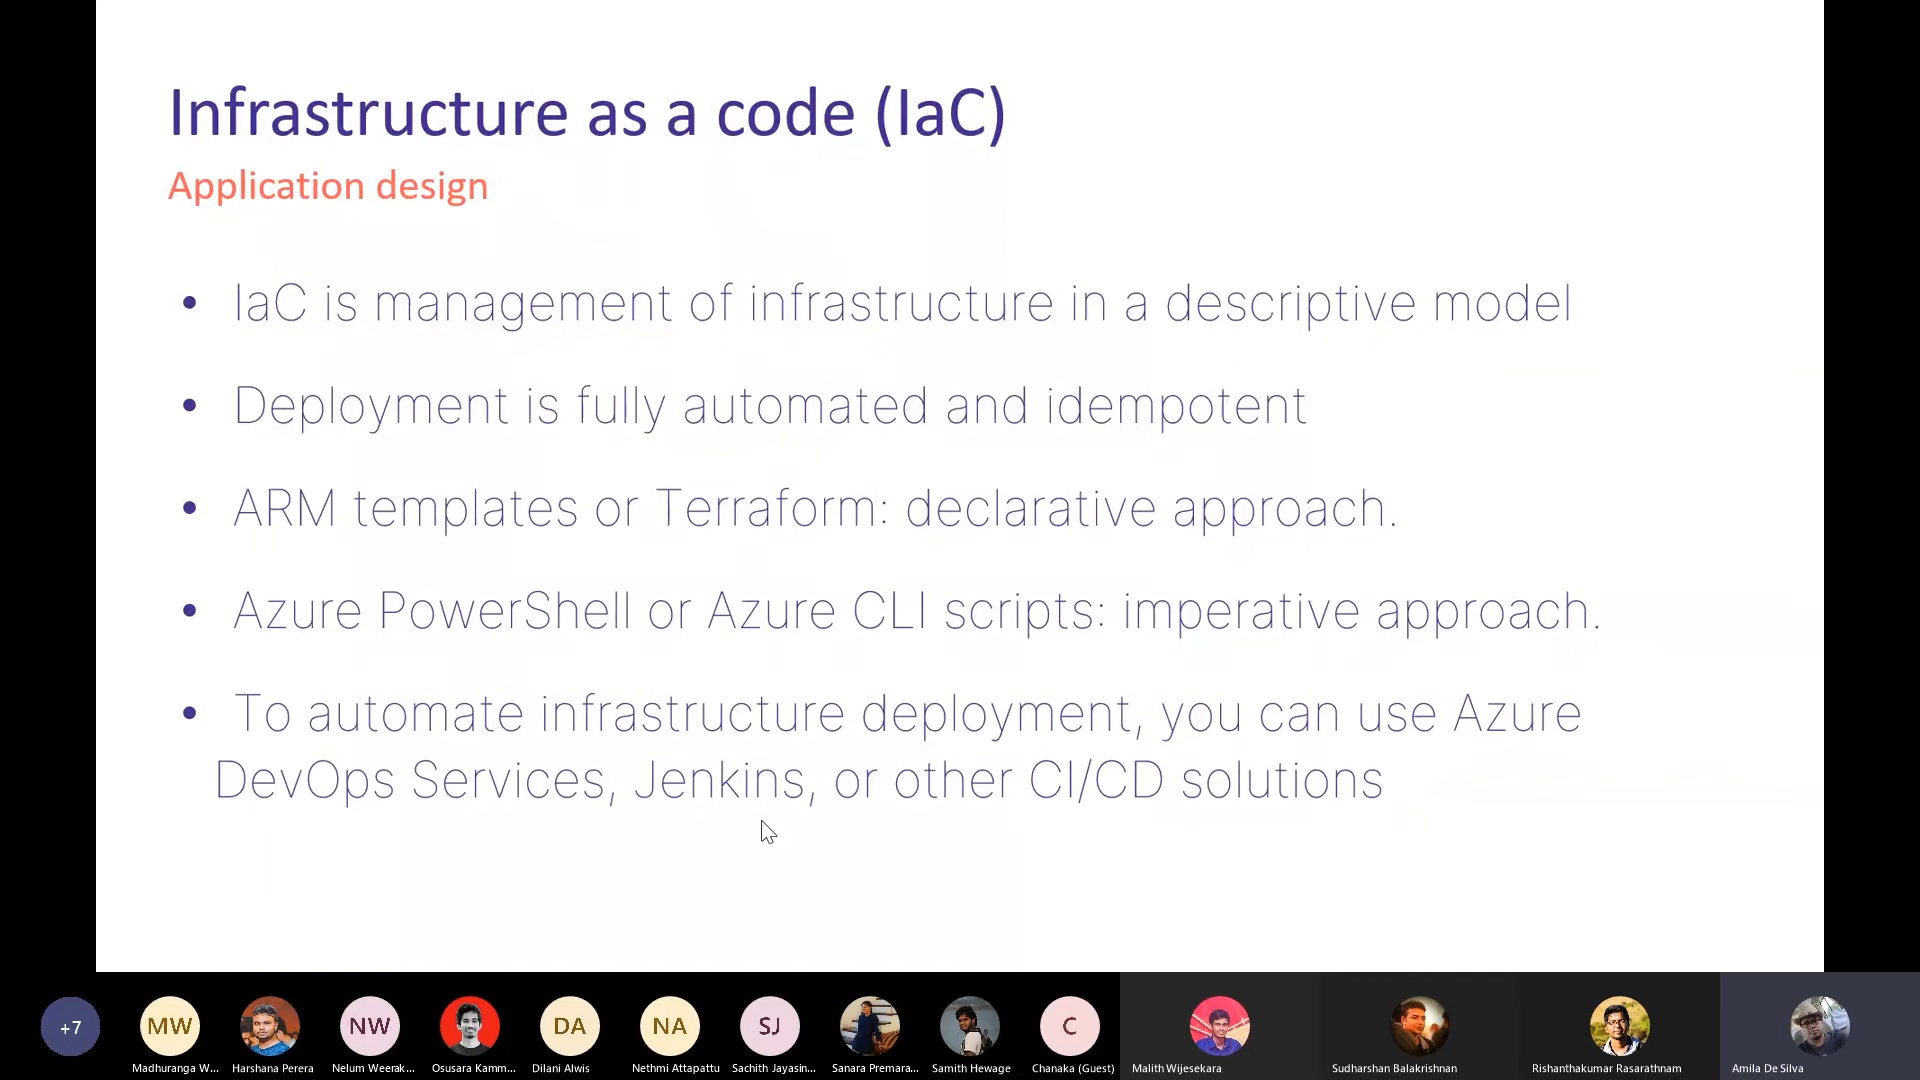 Infrastructure as a code (IaC)
Application design
• IaC is management of infrastructure in a descriptive model
• Deployment is fully automated and idempotent
• ARM templates or Terraform: declarative approach.
• Azure PowerShell or Azure CLI scripts: imperative approach.
• To automate infrastructure deployment, you can use Azure
DevOps Services, Jenkins, or other CI/CD solutions
+7
MW
NW
DA
NA
SJ
C
Madhuranga W...
Harshana Perera
Nelum Weerak...
Osusara Kamm...
Dilani Alwis
Nethmi Attapattu
Sachith Jayasin...
Sanara Premara...
Samith Hewage
Chanaka (Guest)
Malith Wijesekara
Sudharshan Balakrishnan
Rishanthakumar Rasarathnam
Amila De Silva